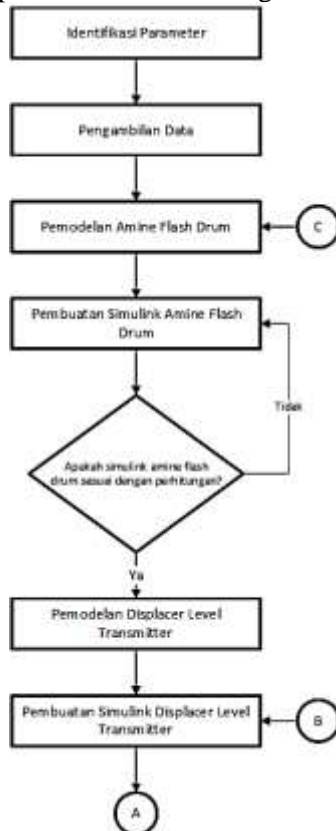 Identifikasi Parameter
Pengambilan Data
Pemodelan Amine Flash Drum
C
Pembuatan Simulink Amine Flash
Drum
Tidak
Apakah simulink amine flash
drum sesuai dengan perhitungan?
Ya
Pemodelan Displacer Level
Transmitter
Pembuatan Simulink Displacer Level
Transmitter
B
A